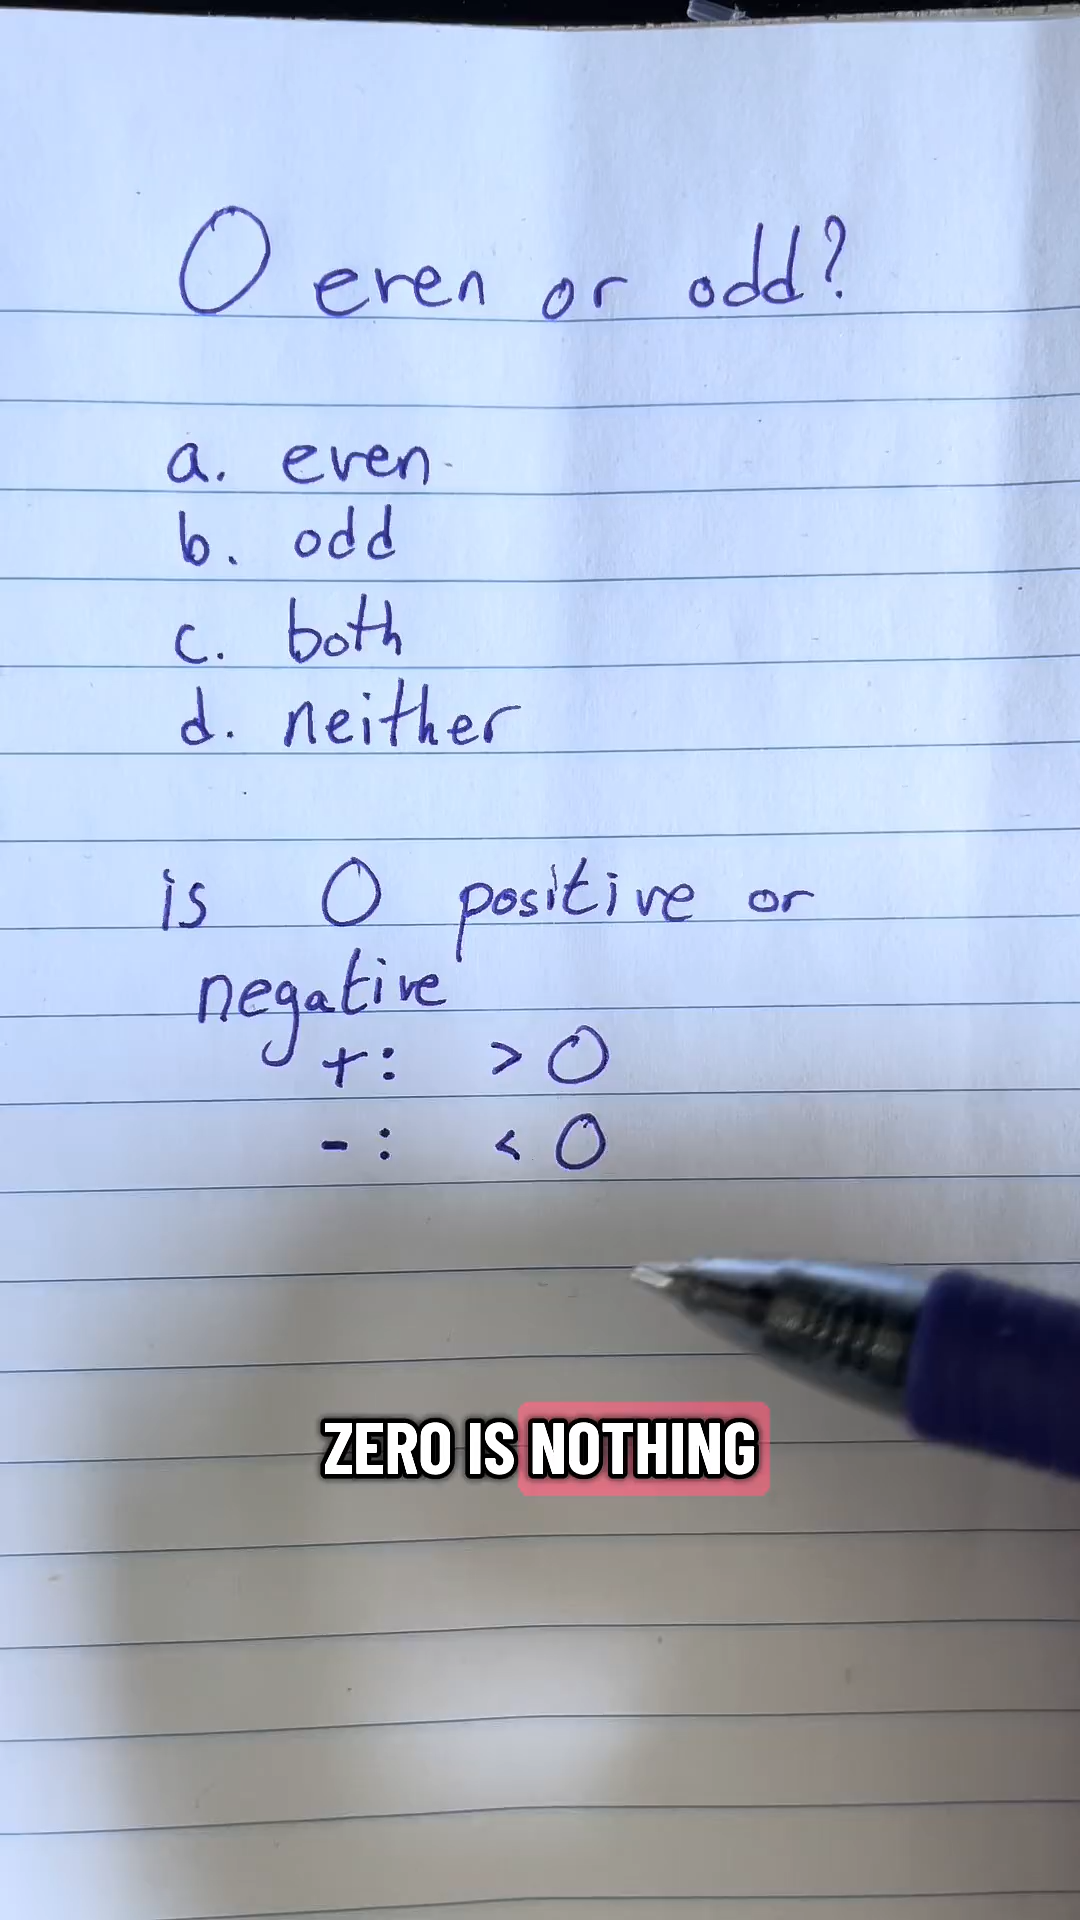 0 even or odd?
a. even
b. odd
c. both
d. neither
is 0 positive or
negative
+: > 0
- : < 0
ZERO IS NOTHING